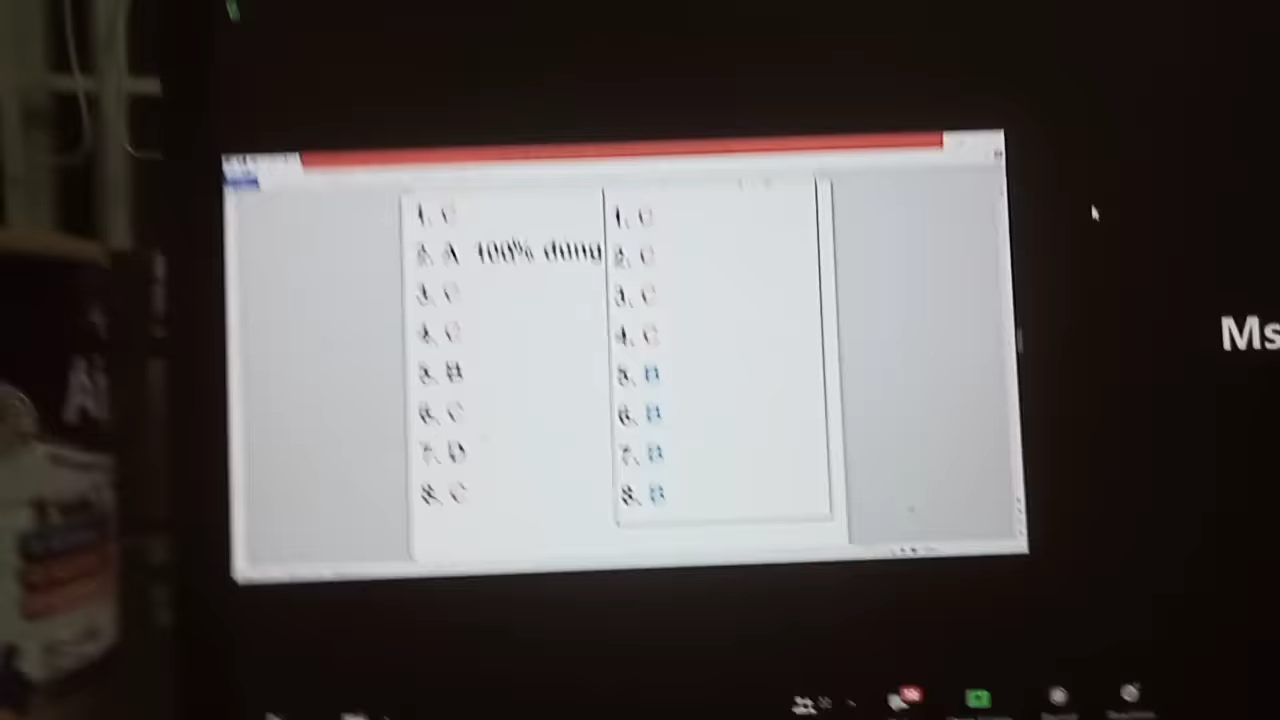 1. C
2. A 100% đúng
3. C
4. C
5. B
6. C
7. D
8. C
1. C
2. C
3. C
4. C
5. B
6. B
7. B
8. B
Ms